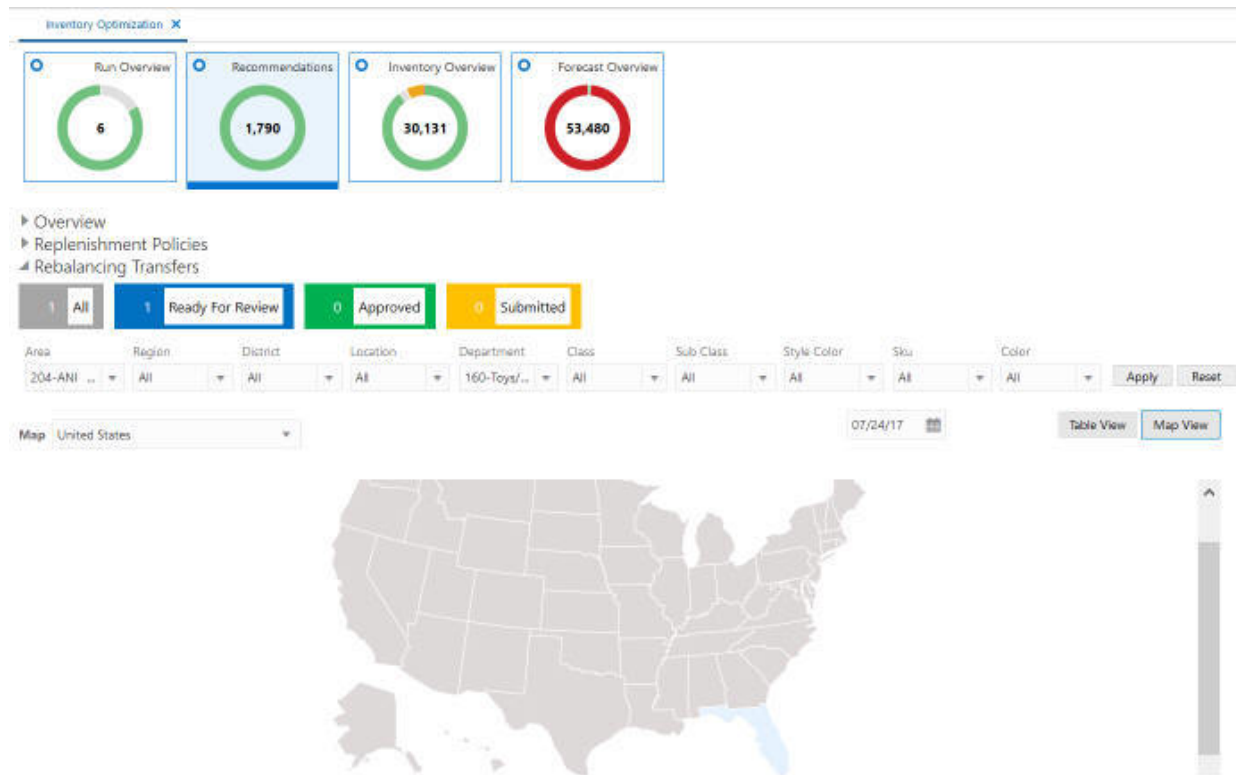 Inventory Optimization X
Run Overview
6
Recommendations
1,790
Inventory Overview
30,131
Forecast Overview
53,480
Overview
Replenishment Policies
Rebalancing Transfers
1 All 1 Ready For Review 0 Approved 0 Submitted
Area Region District Location Department Class Sub Class Style Color Sku Color
204-ANI .. All All All 160-Toys/... All All All All All Apply Reset
Map United States 07/24/17 Table View Map View